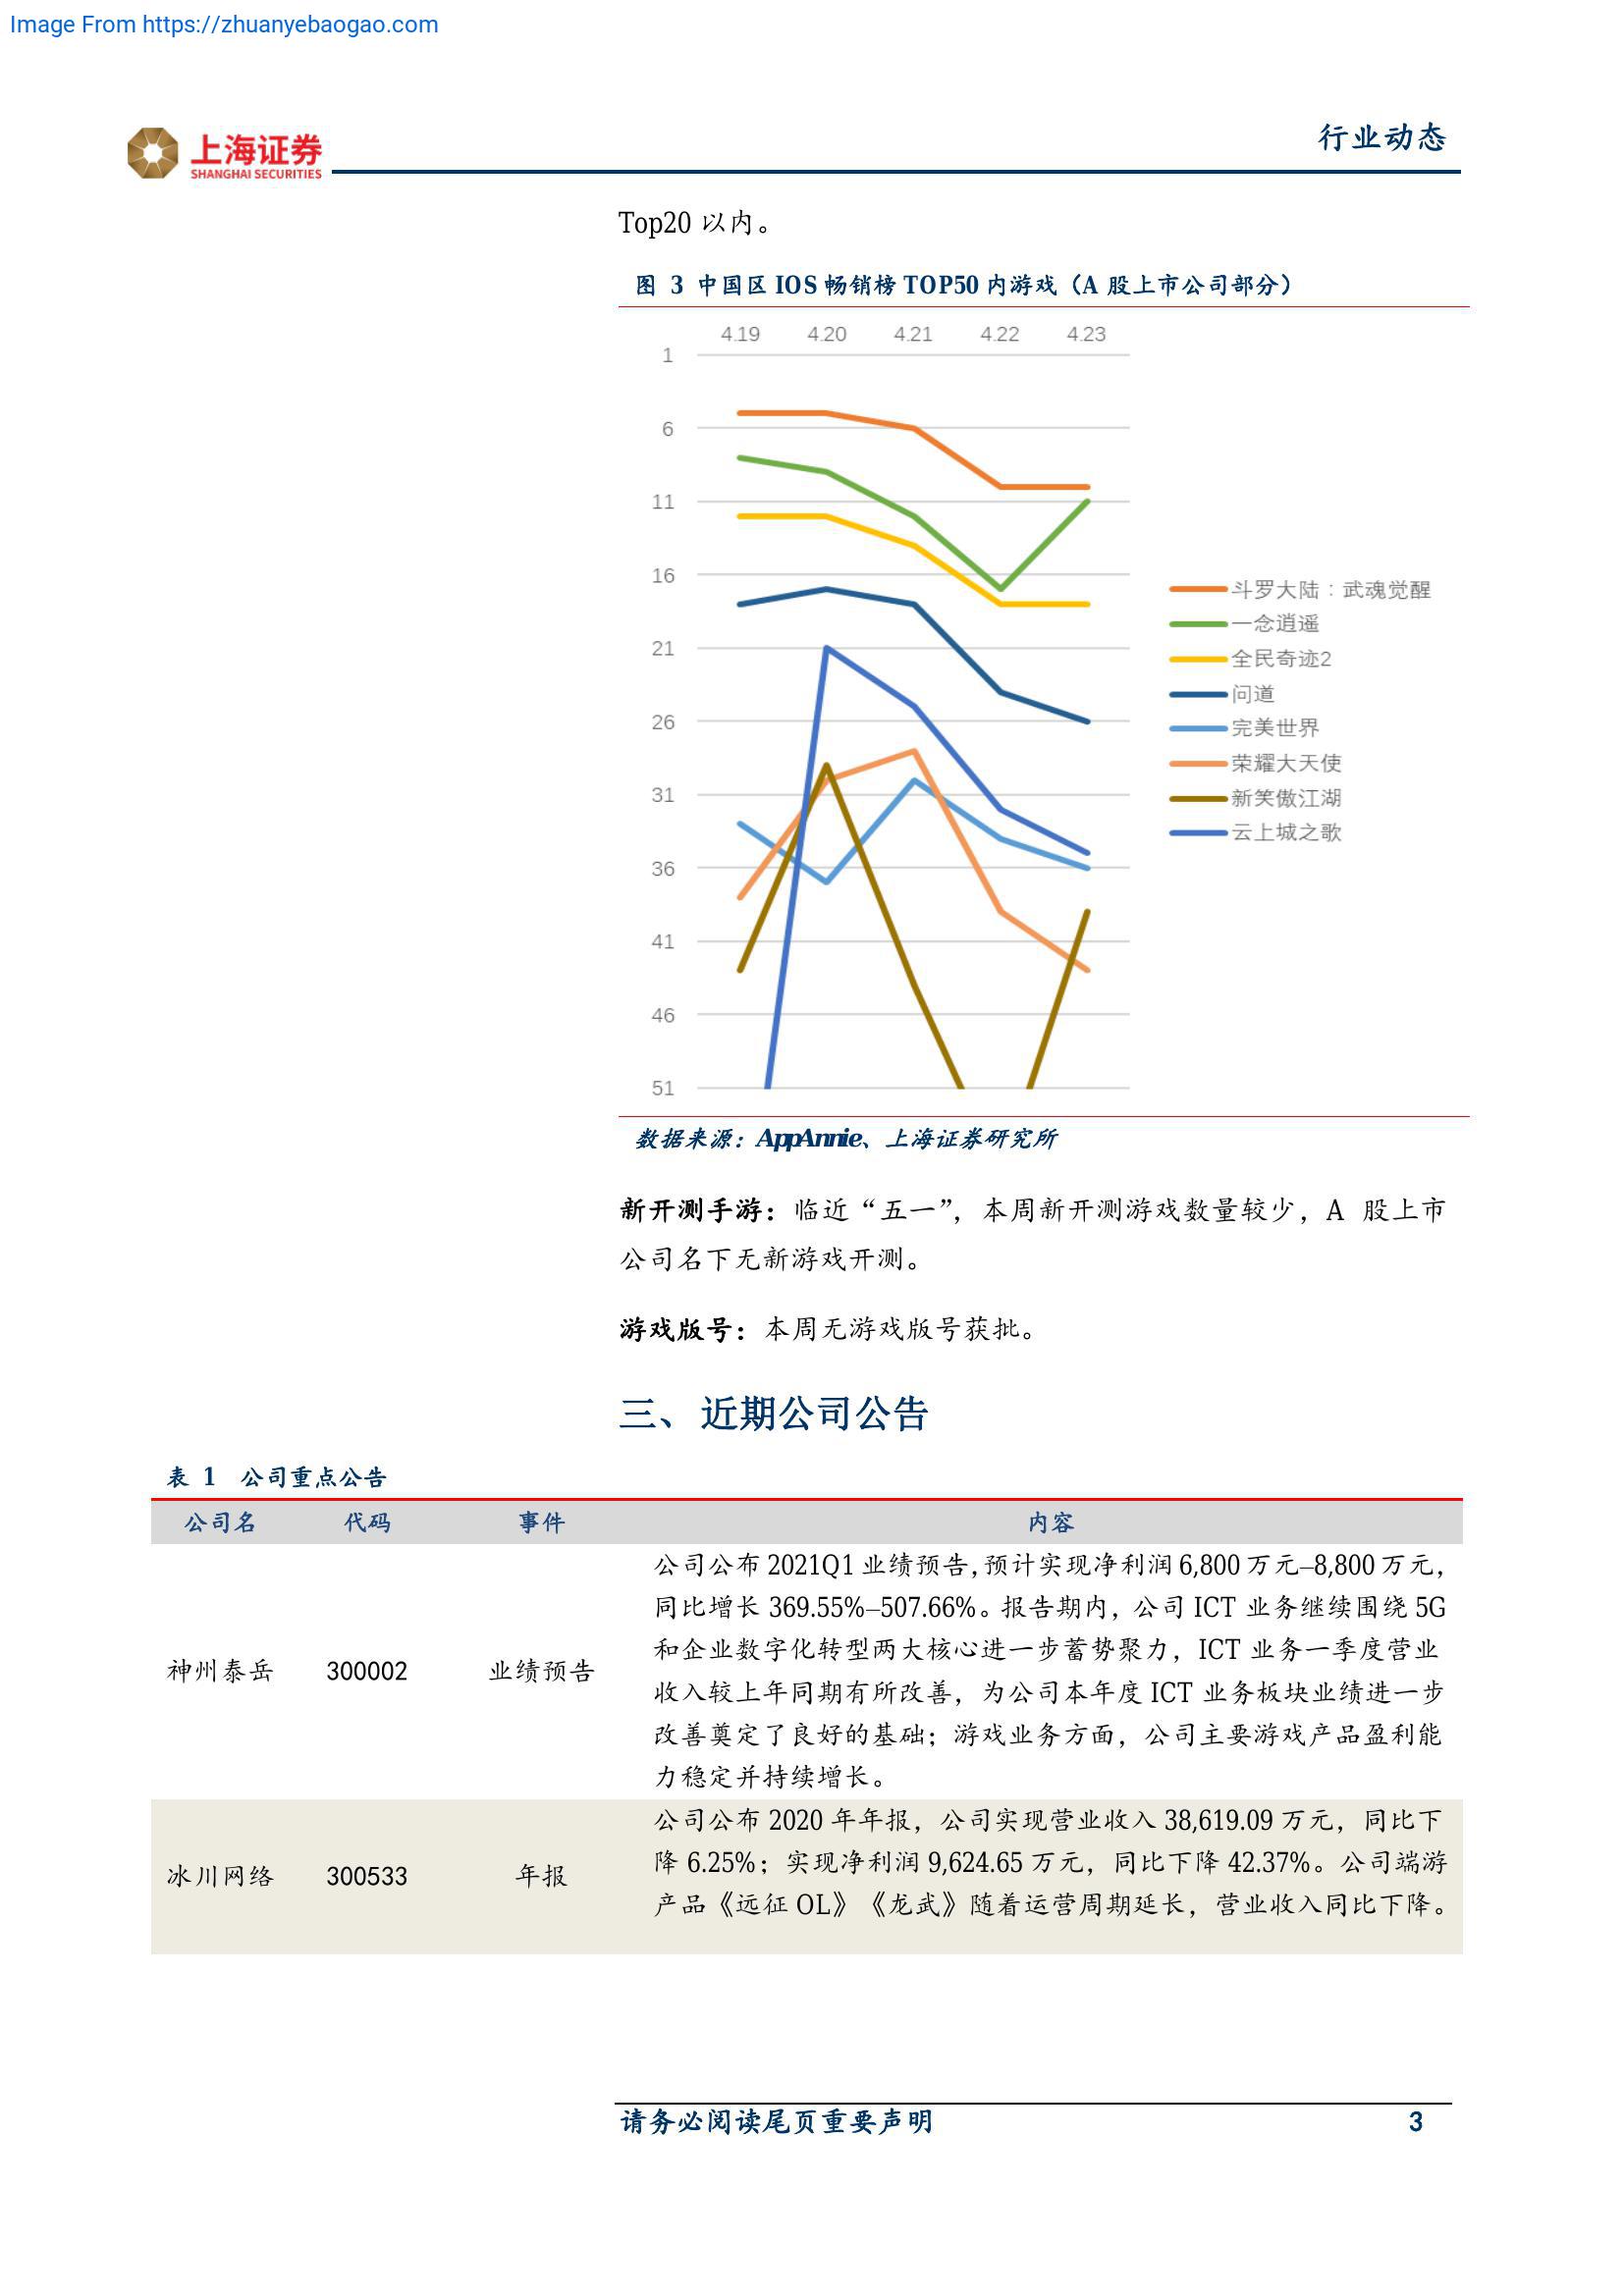 Image From https://zhuanyebaogao.com
上海证券
SHANGHAI SECURITIES
行业动态
Top20 以内。
图 3 中国区 IOS 畅销榜 TOP50 内游戏（A 股上市公司部分）
4.19 4.20 4.21 4.22 4.23
1
6
11
16
21
26
31
36
41
46
51
斗罗大陆：武魂觉醒
一念逍遥
全民奇迹2
问道
完美世界
荣耀大天使
新笑傲江湖
云上城之歌
数据来源：AppAnnie、上海证券研究所
新开测手游：临近“五一”，本周新开测游戏数量较少，A 股上市
公司名下无新游戏开测。
游戏版号：本周无游戏版号获批。
三、近期公司公告
表 1 公司重点公告
公司名 代码 事件 内容
神州泰岳 300002 业绩预告
公司公布 2021Q1 业绩预告，预计实现净利润 6,800 万元–8,800 万元，
同比增长 369.55%–507.66%。报告期内，公司 ICT 业务继续围绕 5G
和企业数字化转型两大核心进一步蓄势聚力，ICT 业务一季度营业
收入较上年同期有所改善，为公司本年度 ICT 业务板块业绩进一步
改善奠定了良好的基础；游戏业务方面，公司主要游戏产品盈利能
力稳定并持续增长。
冰川网络 300533 年报
公司公布 2020 年年报，公司实现营业收入 38,619.09 万元，同比下
降 6.25%；实现净利润 9,624.65 万元，同比下降 42.37%。公司端游
产品《远征 OL》《龙武》随着运营周期延长，营业收入同比下降。
请务必阅读尾页重要声明 3